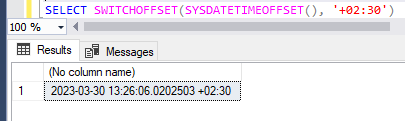 SELECT SWITCHOFFSET(SYSDATETIMEOFFSET(), '+02:30')
100 %
Results Messages
(No column name)
1 2023-03-30 13:26:06.0202503 +02:30